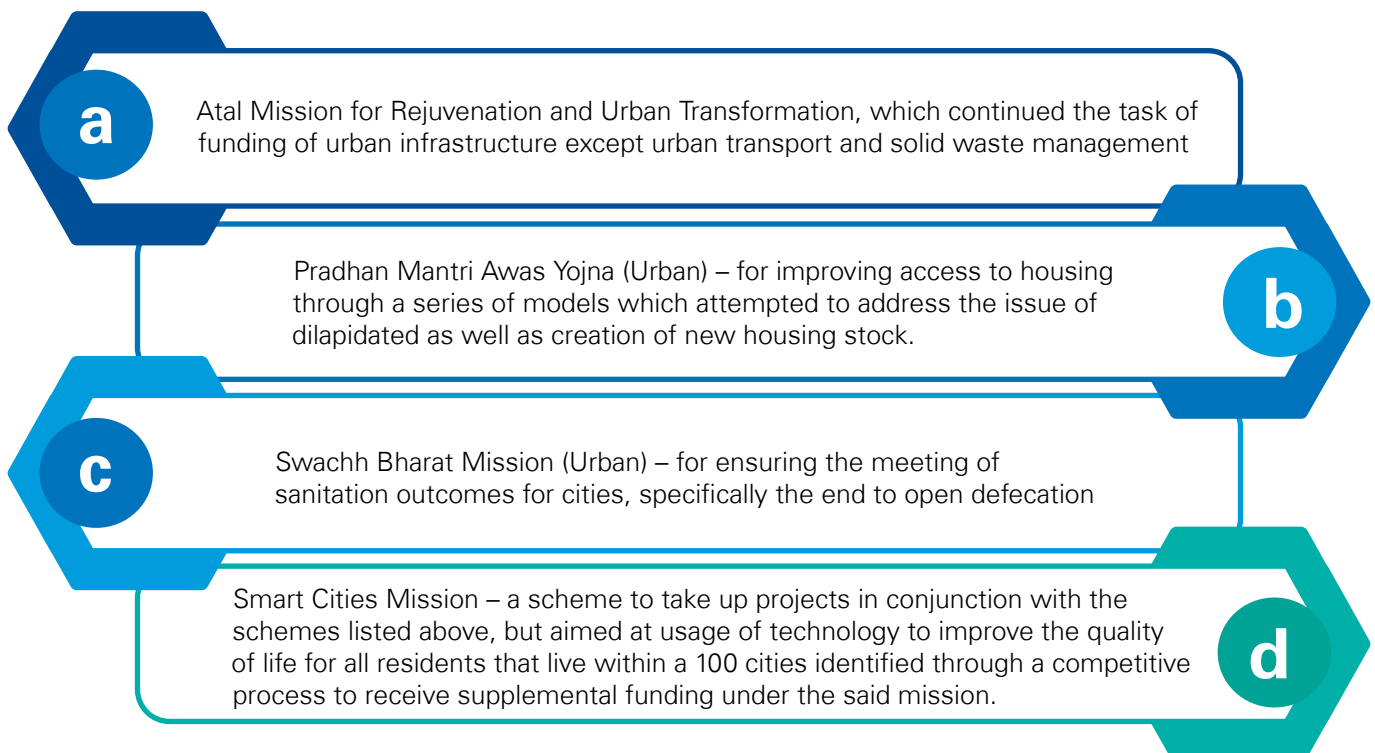 a
Atal Mission for Rejuvenation and Urban Transformation, which continued the task of
funding of urban infrastructure except urban transport and solid waste management
Pradhan Mantri Awas Yojna (Urban) – for improving access to housing
through a series of models which attempted to address the issue of
dilapidated as well as creation of new housing stock.
b
c
Swachh Bharat Mission (Urban) – for ensuring the meeting of
sanitation outcomes for cities, specifically the end to open defecation
Smart Cities Mission – a scheme to take up projects in conjunction with the
schemes listed above, but aimed at usage of technology to improve the quality
of life for all residents that live within a 100 cities identified through a competitive
process to receive supplemental funding under the said mission.
d